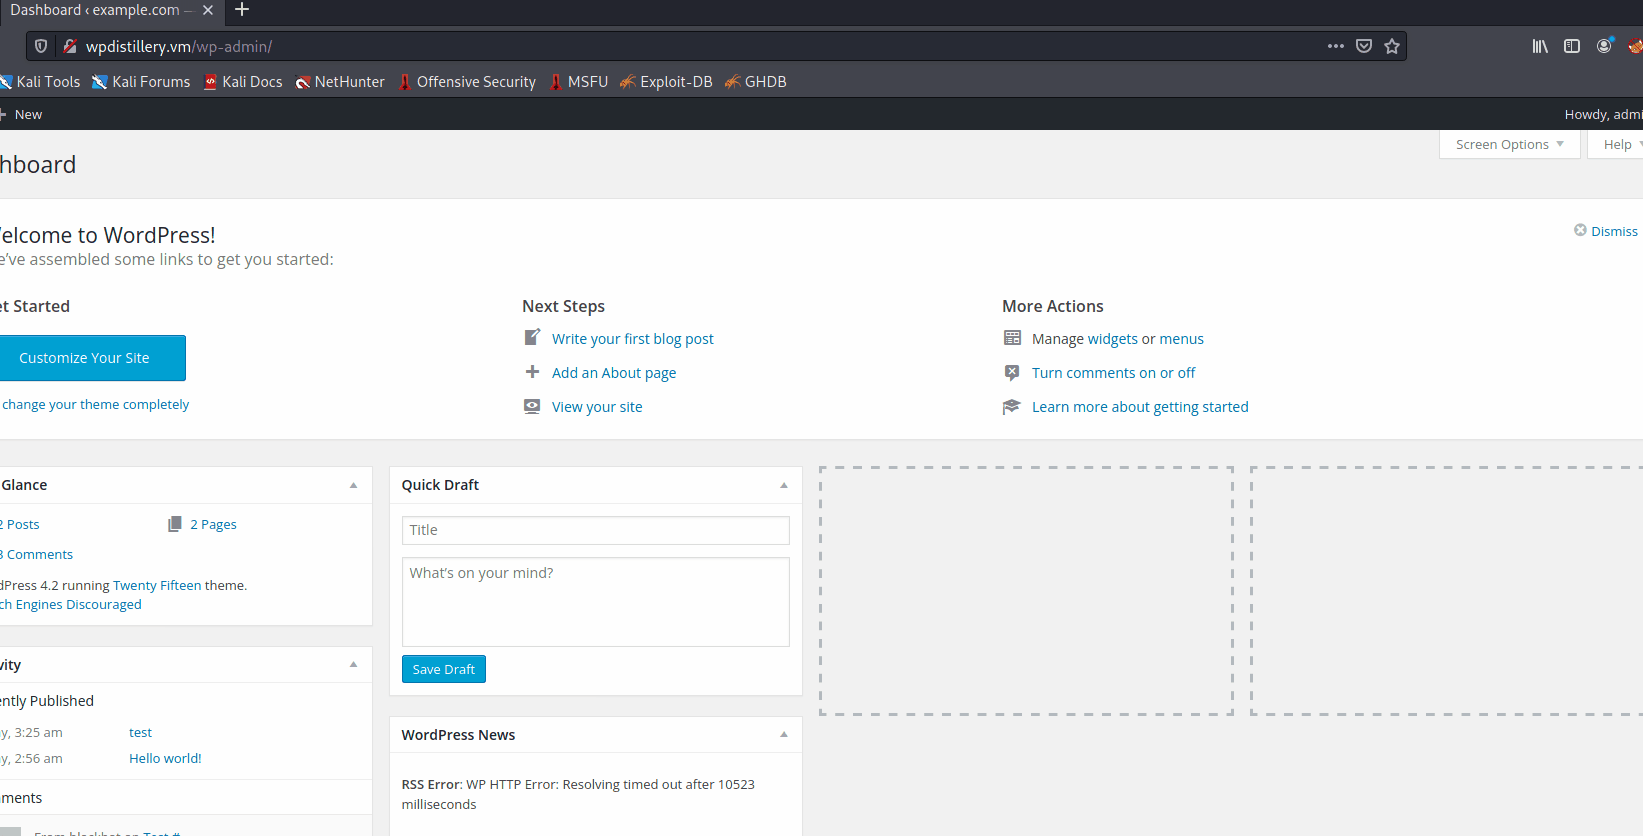 Dashboard ‹ example.com —
wpdistillery.vm/wp-admin/
Kali Tools Kali Forums Kali Docs NetHunter Offensive Security MSFU Exploit-DB GHDB
New Howdy, admi
hboard Screen Options Help
elcome to WordPress! Dismiss
e've assembled some links to get you started:
et Started Next Steps More Actions
Customize Your Site
Write your first blog post
Manage widgets or menus
Add an About page
Turn comments on or off
change your theme completely
View your site
Learn more about getting started
Glance
2 Posts 2 Pages
3 Comments
dPress 4.2 running Twenty Fifteen theme.
ch Engines Discouraged
vity
ently Published
y, 3:25 am test
y, 2:56 am Hello world!
ments
Quick Draft
Title
What's on your mind?
Save Draft
WordPress News
RSS Error: WP HTTP Error: Resolving timed out after 10523
milliseconds